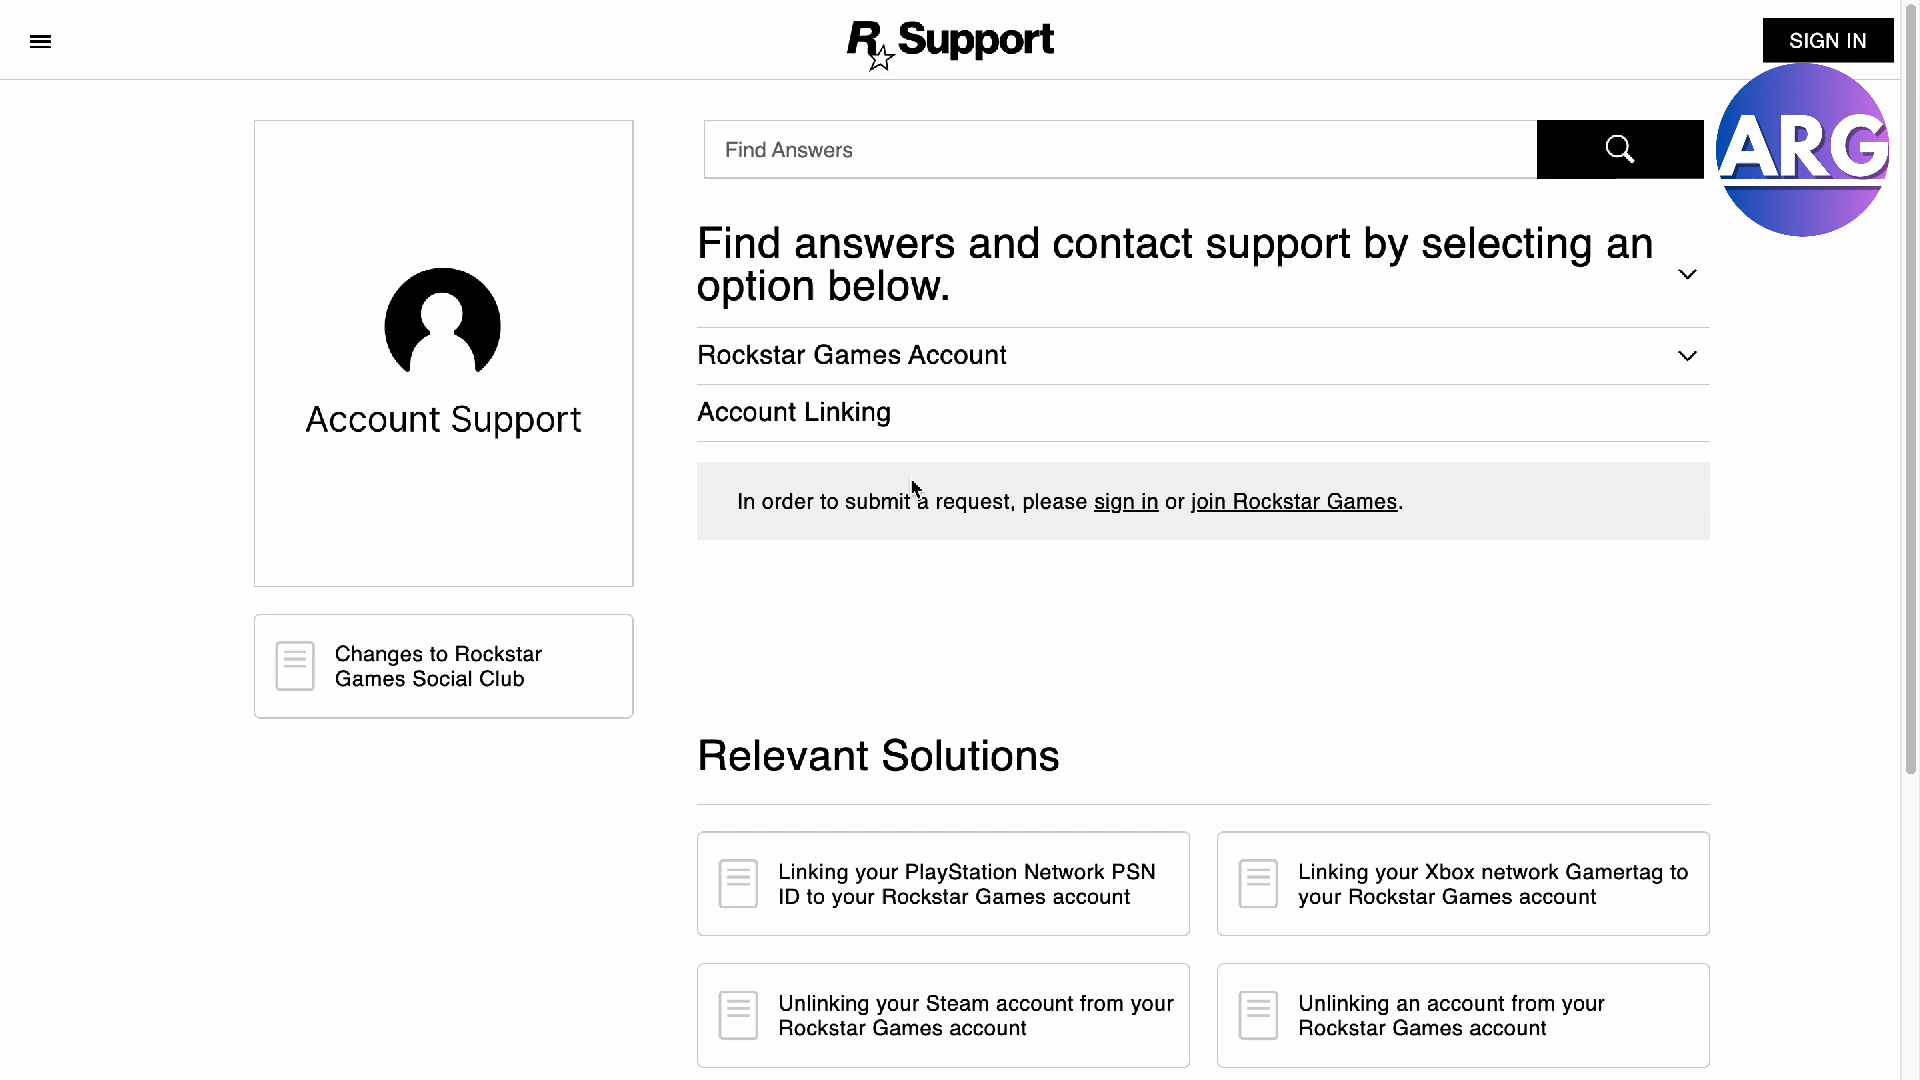 R Support
SIGN IN
ARG
Find Answers
Find answers and contact support by selecting an
option below.
Rockstar Games Account
Account Linking
Account Support
In order to submit a request, please sign in or join Rockstar Games.
Changes to Rockstar
Games Social Club
Relevant Solutions
Linking your PlayStation Network PSN
ID to your Rockstar Games account
Linking your Xbox network Gamertag to
your Rockstar Games account
Unlinking your Steam account from your
Rockstar Games account
Unlinking an account from your
Rockstar Games account